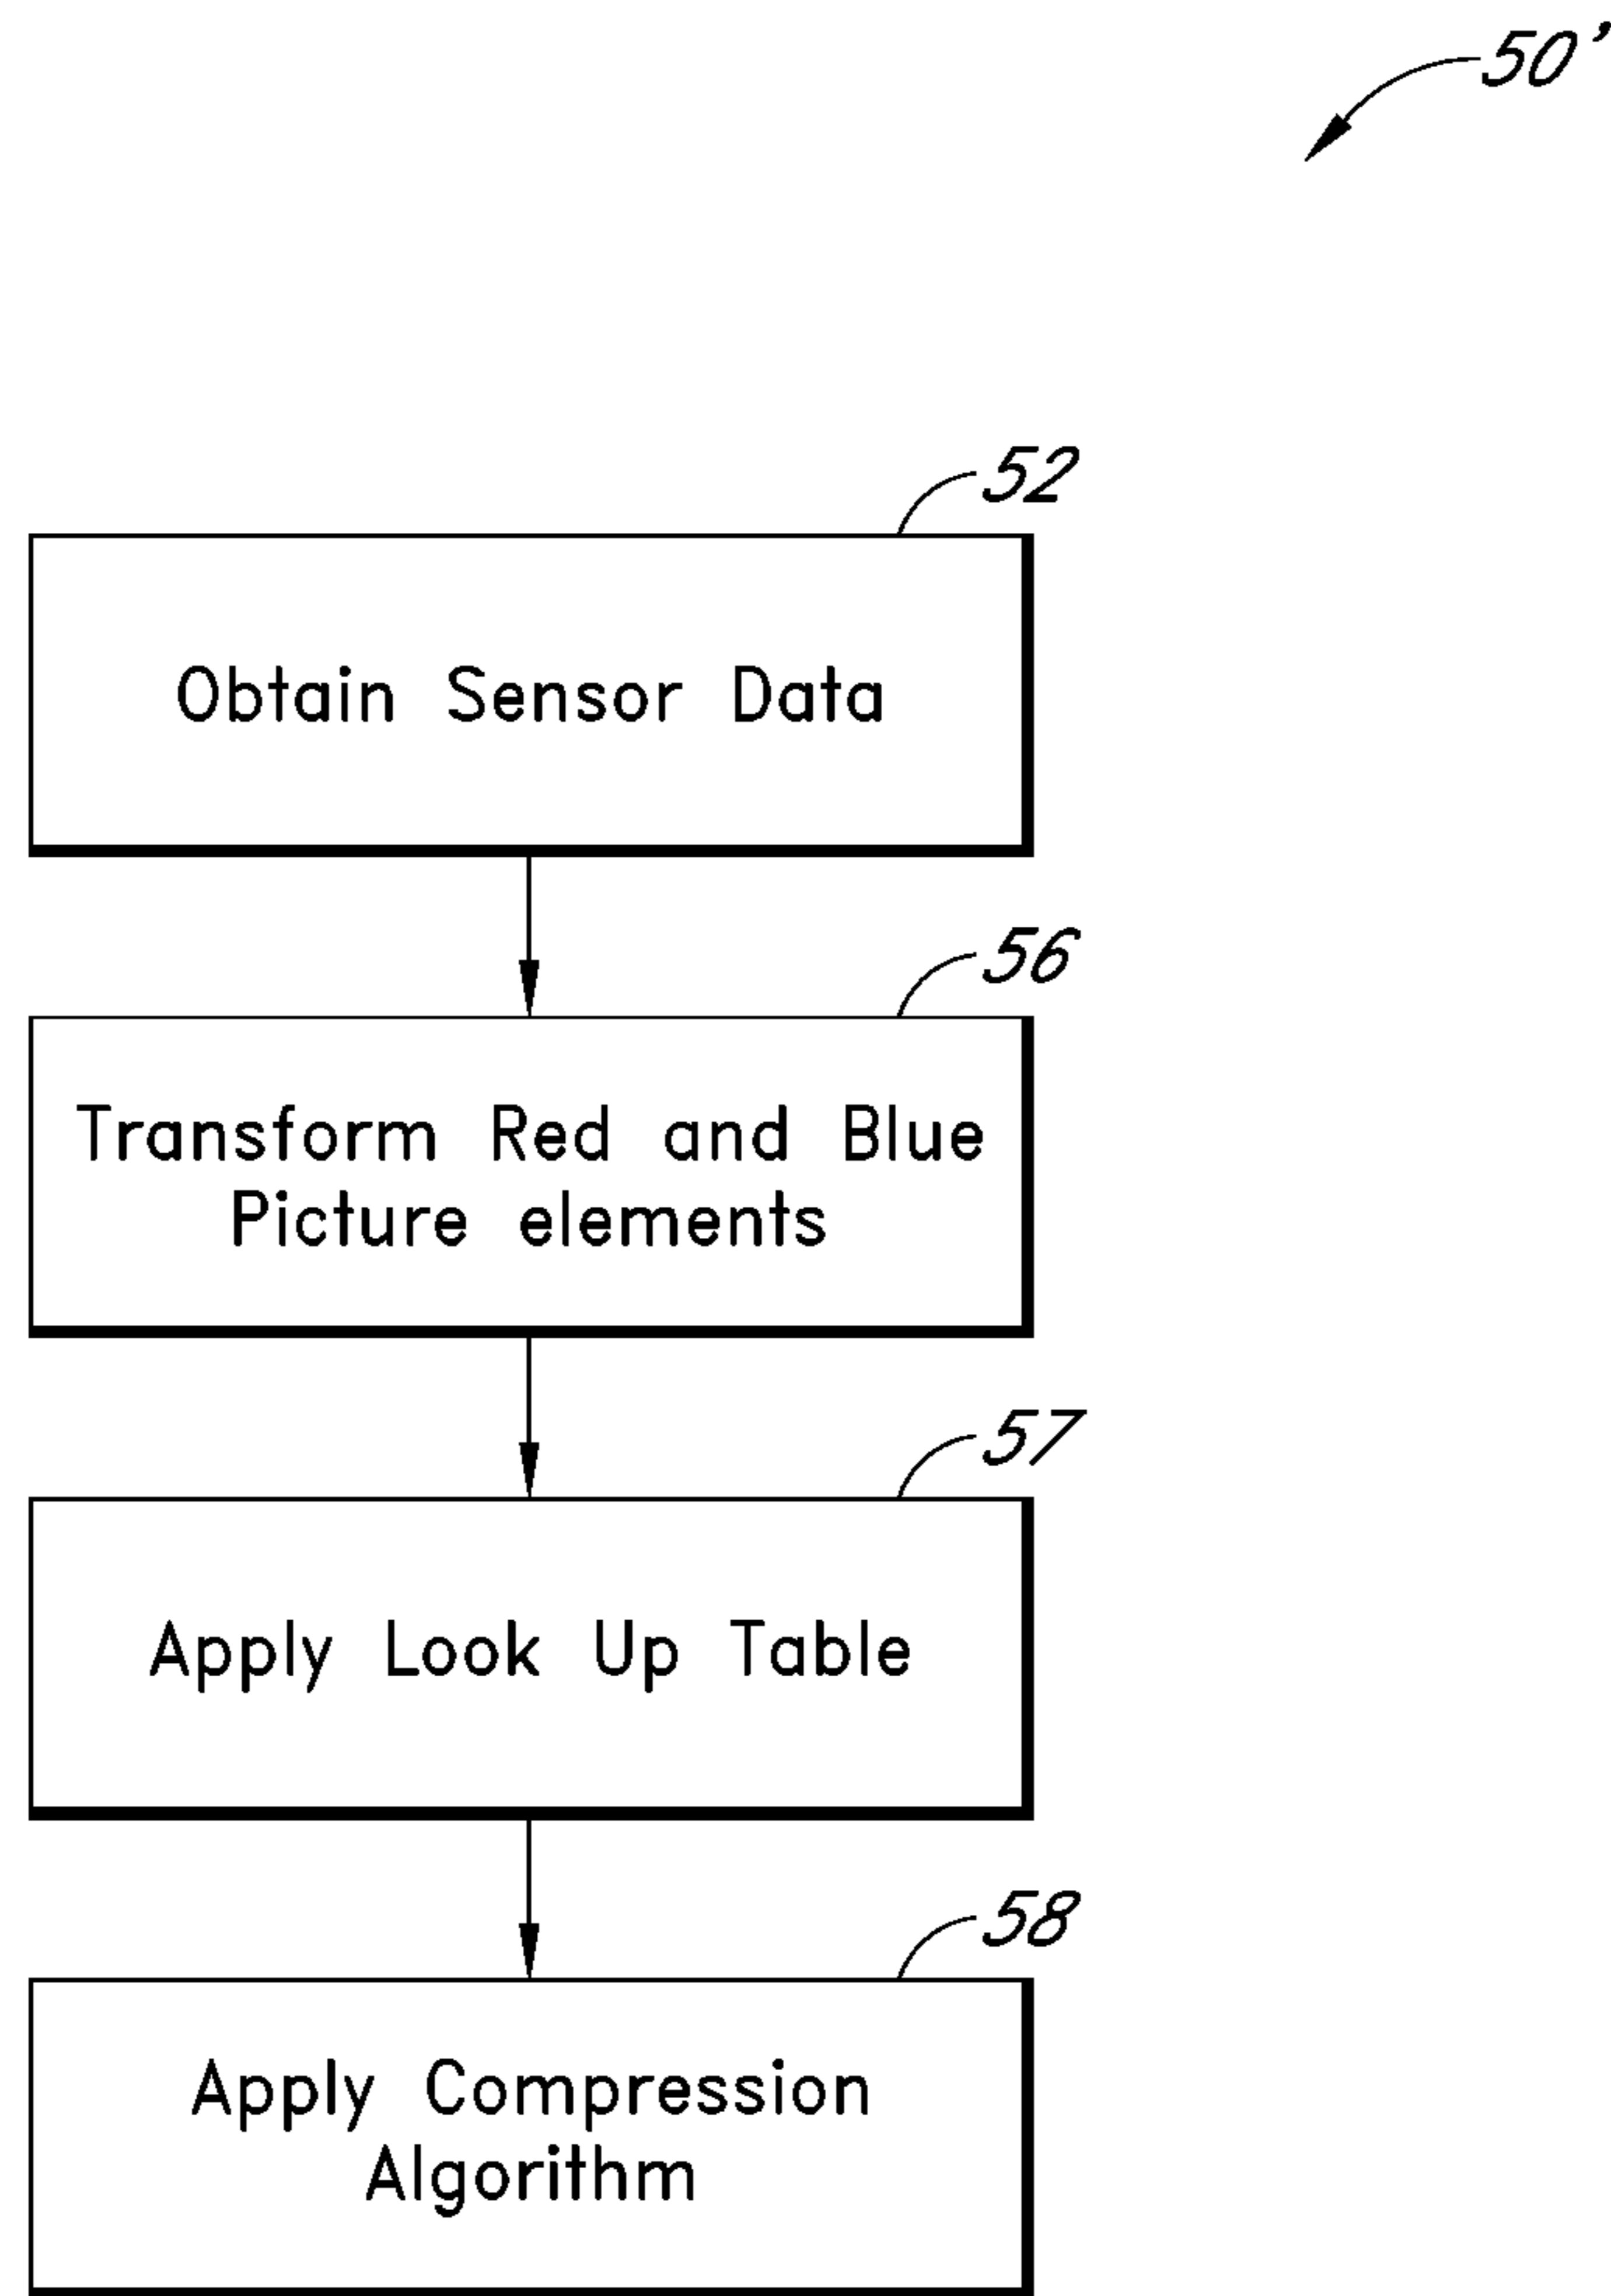 50'
52
Obtain Sensor Data
56
Transform Red and Blue
Picture elements
57
Apply Look Up Table
58
Apply Compression
Algorithm